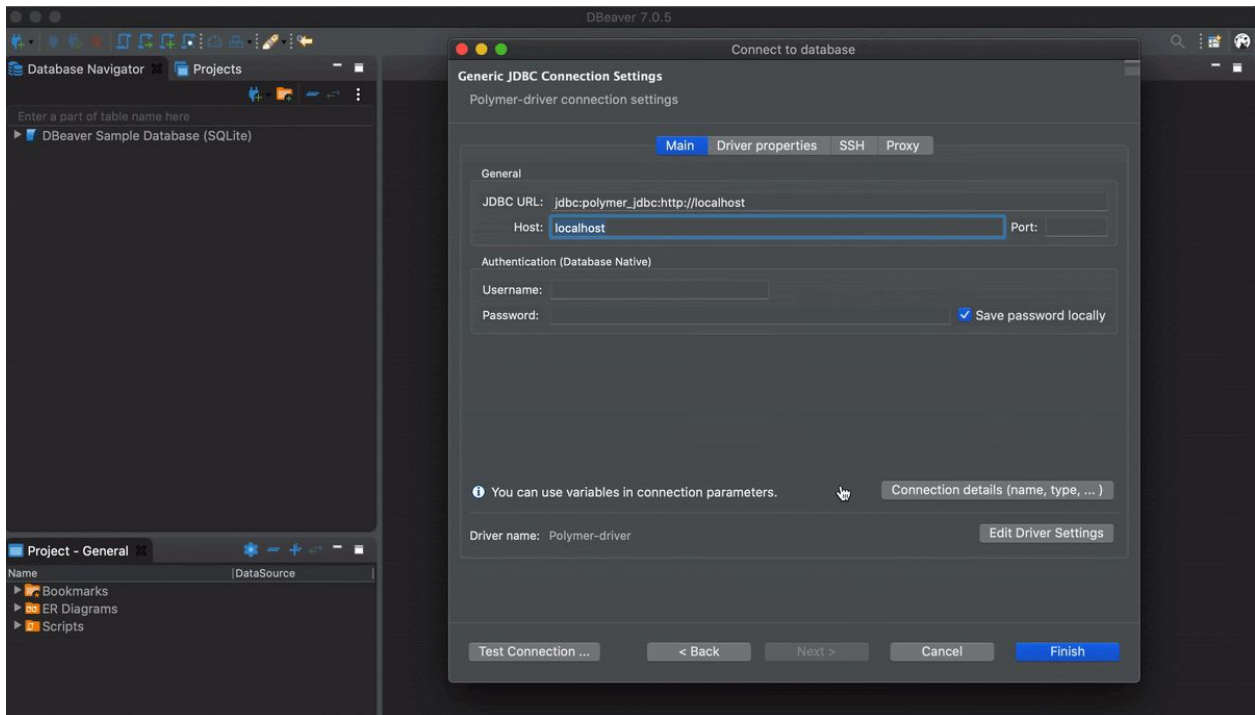 DBeaver 7.0.5
Database Navigator
Projects
Enter a part of table name here
DBeaver Sample Database (SQLite)
Connect to database
Generic JDBC Connection Settings
Polymer-driver connection settings
Main
Driver properties
SSH
Proxy
General
JDBC URL: jdbc:polymer_jdbc:http://localhost
Host: localhost
Port:
Authentication (Database Native)
Username:
Password:
Save password locally
You can use variables in connection parameters.
Connection details (name, type, ... )
Driver name: Polymer-driver
Edit Driver Settings
Test Connection ...
< Back
Next >
Cancel
Finish
Project - General
Name
DataSource
Bookmarks
ER Diagrams
Scripts